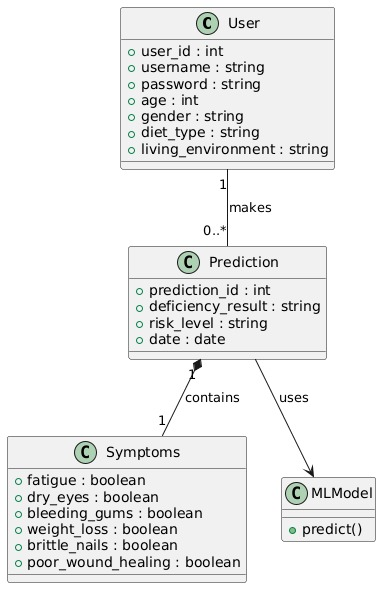 C User
user_id : int
username : string
password : string
age : int
gender : string
diet_type : string
living_environment : string
1
makes
0..*
C Prediction
prediction_id : int
deficiency_result : string
risk_level : string
date : date
1
contains
uses
1
C Symptoms
fatigue : boolean
dry_eyes : boolean
bleeding_gums : boolean
weight_loss : boolean
brittle_nails : boolean
poor_wound_healing : boolean
C MLModel
predict()